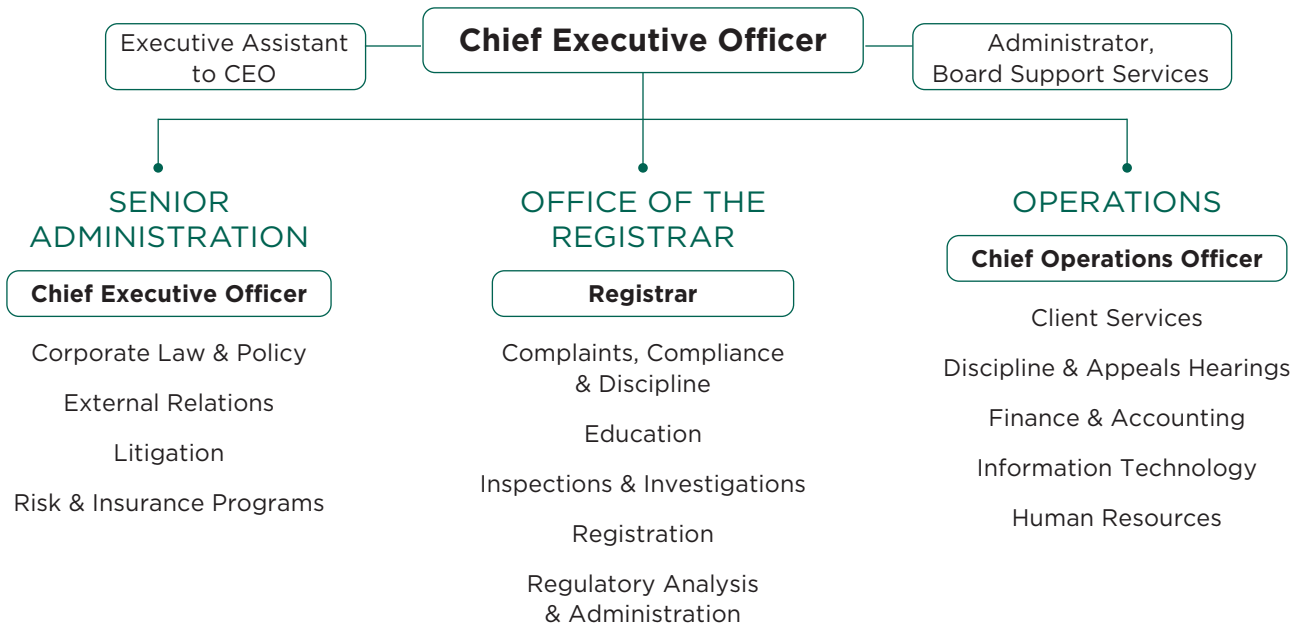 Executive Assistant
to CEO
Chief Executive Officer
Administrator,
Board Support Services
SENIOR
ADMINISTRATION
Chief Executive Officer
Corporate Law & Policy
External Relations
Litigation
Risk & Insurance Programs
OFFICE OF THE
REGISTRAR
Registrar
Complaints, Compliance
& Discipline
Education
Inspections & Investigations
Registration
Regulatory Analysis
& Administration
OPERATIONS
Chief Operations Officer
Client Services
Discipline & Appeals Hearings
Finance & Accounting
Information Technology
Human Resources